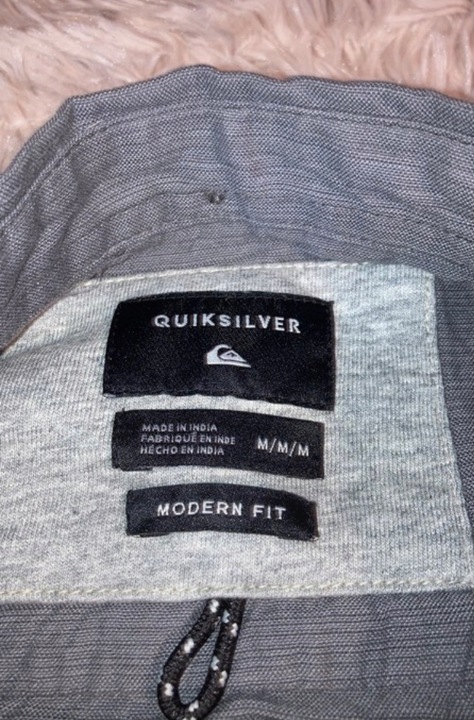 QUIKSILVER
MADE IN INDIA
FABRIQUÉ EN INDE
HECHO EN INDIA
M/M/M
MODERN FIT